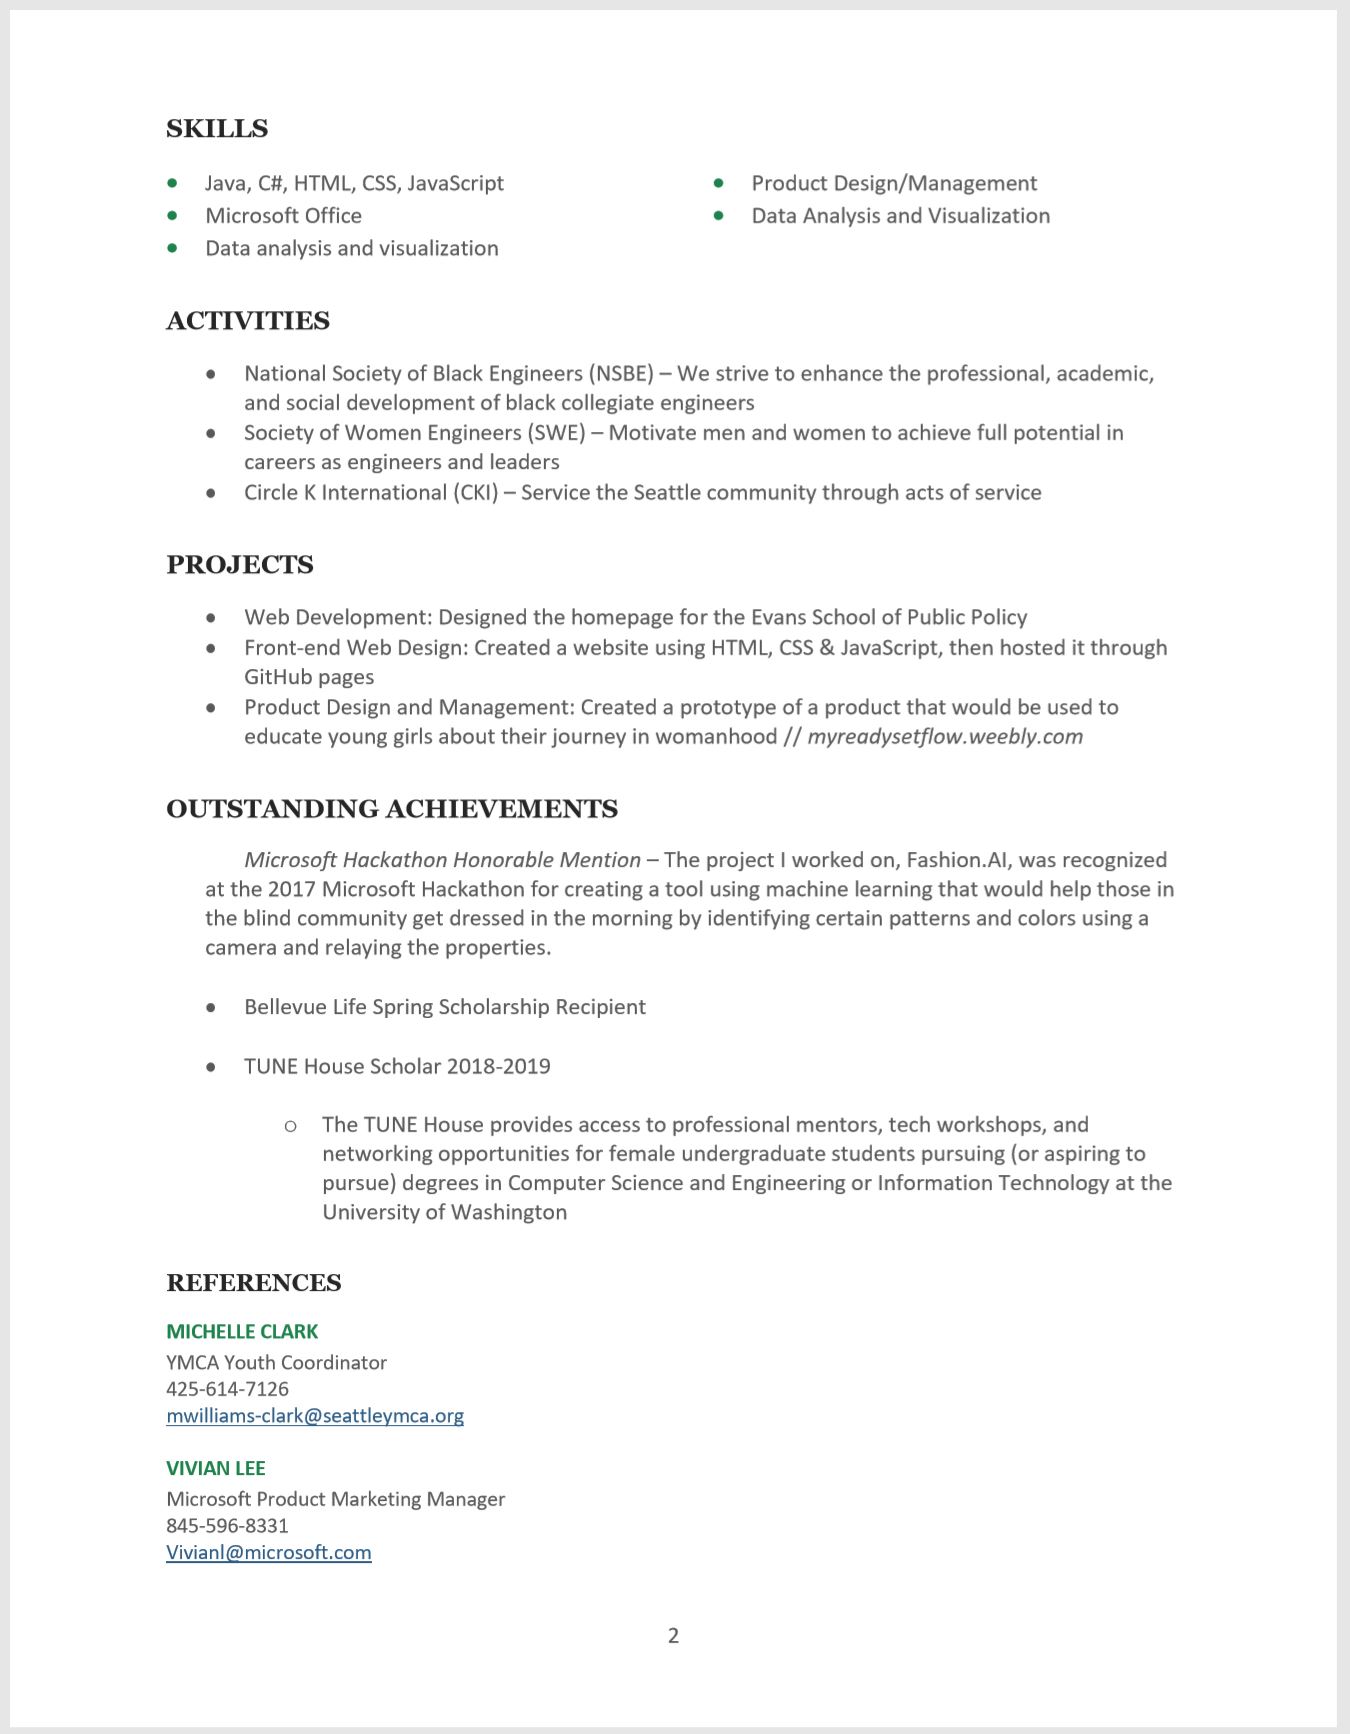 SKILLS
• Java, C#, HTML, CSS, JavaScript
• Microsoft Office
• Data analysis and visualization
• Product Design/Management
• Data Analysis and Visualization
ACTIVITIES
• National Society of Black Engineers (NSBE) – We strive to enhance the professional, academic,
and social development of black collegiate engineers
• Society of Women Engineers (SWE) – Motivate men and women to achieve full potential in
careers as engineers and leaders
• Circle K International (CKI) – Service the Seattle community through acts of service
PROJECTS
• Web Development: Designed the homepage for the Evans School of Public Policy
• Front-end Web Design: Created a website using HTML, CSS & JavaScript, then hosted it through
GitHub pages
• Product Design and Management: Created a prototype of a product that would be used to
educate young girls about their journey in womanhood // myreadysetflow.weebly.com
OUTSTANDING ACHIEVEMENTS
Microsoft Hackathon Honorable Mention – The project I worked on, Fashion.AI, was recognized
at the 2017 Microsoft Hackathon for creating a tool using machine learning that would help those in
the blind community get dressed in the morning by identifying certain patterns and colors using a
camera and relaying the properties.
• Bellevue Life Spring Scholarship Recipient
• TUNE House Scholar 2018-2019
○ The TUNE House provides access to professional mentors, tech workshops, and
networking opportunities for female undergraduate students pursuing (or aspiring to
pursue) degrees in Computer Science and Engineering or Information Technology at the
University of Washington
REFERENCES
MICHELLE CLARK
YMCA Youth Coordinator
425-614-7126
mwilliams-clark@seattleymca.org
VIVIAN LEE
Microsoft Product Marketing Manager
845-596-8331
Vivianl@microsoft.com
2